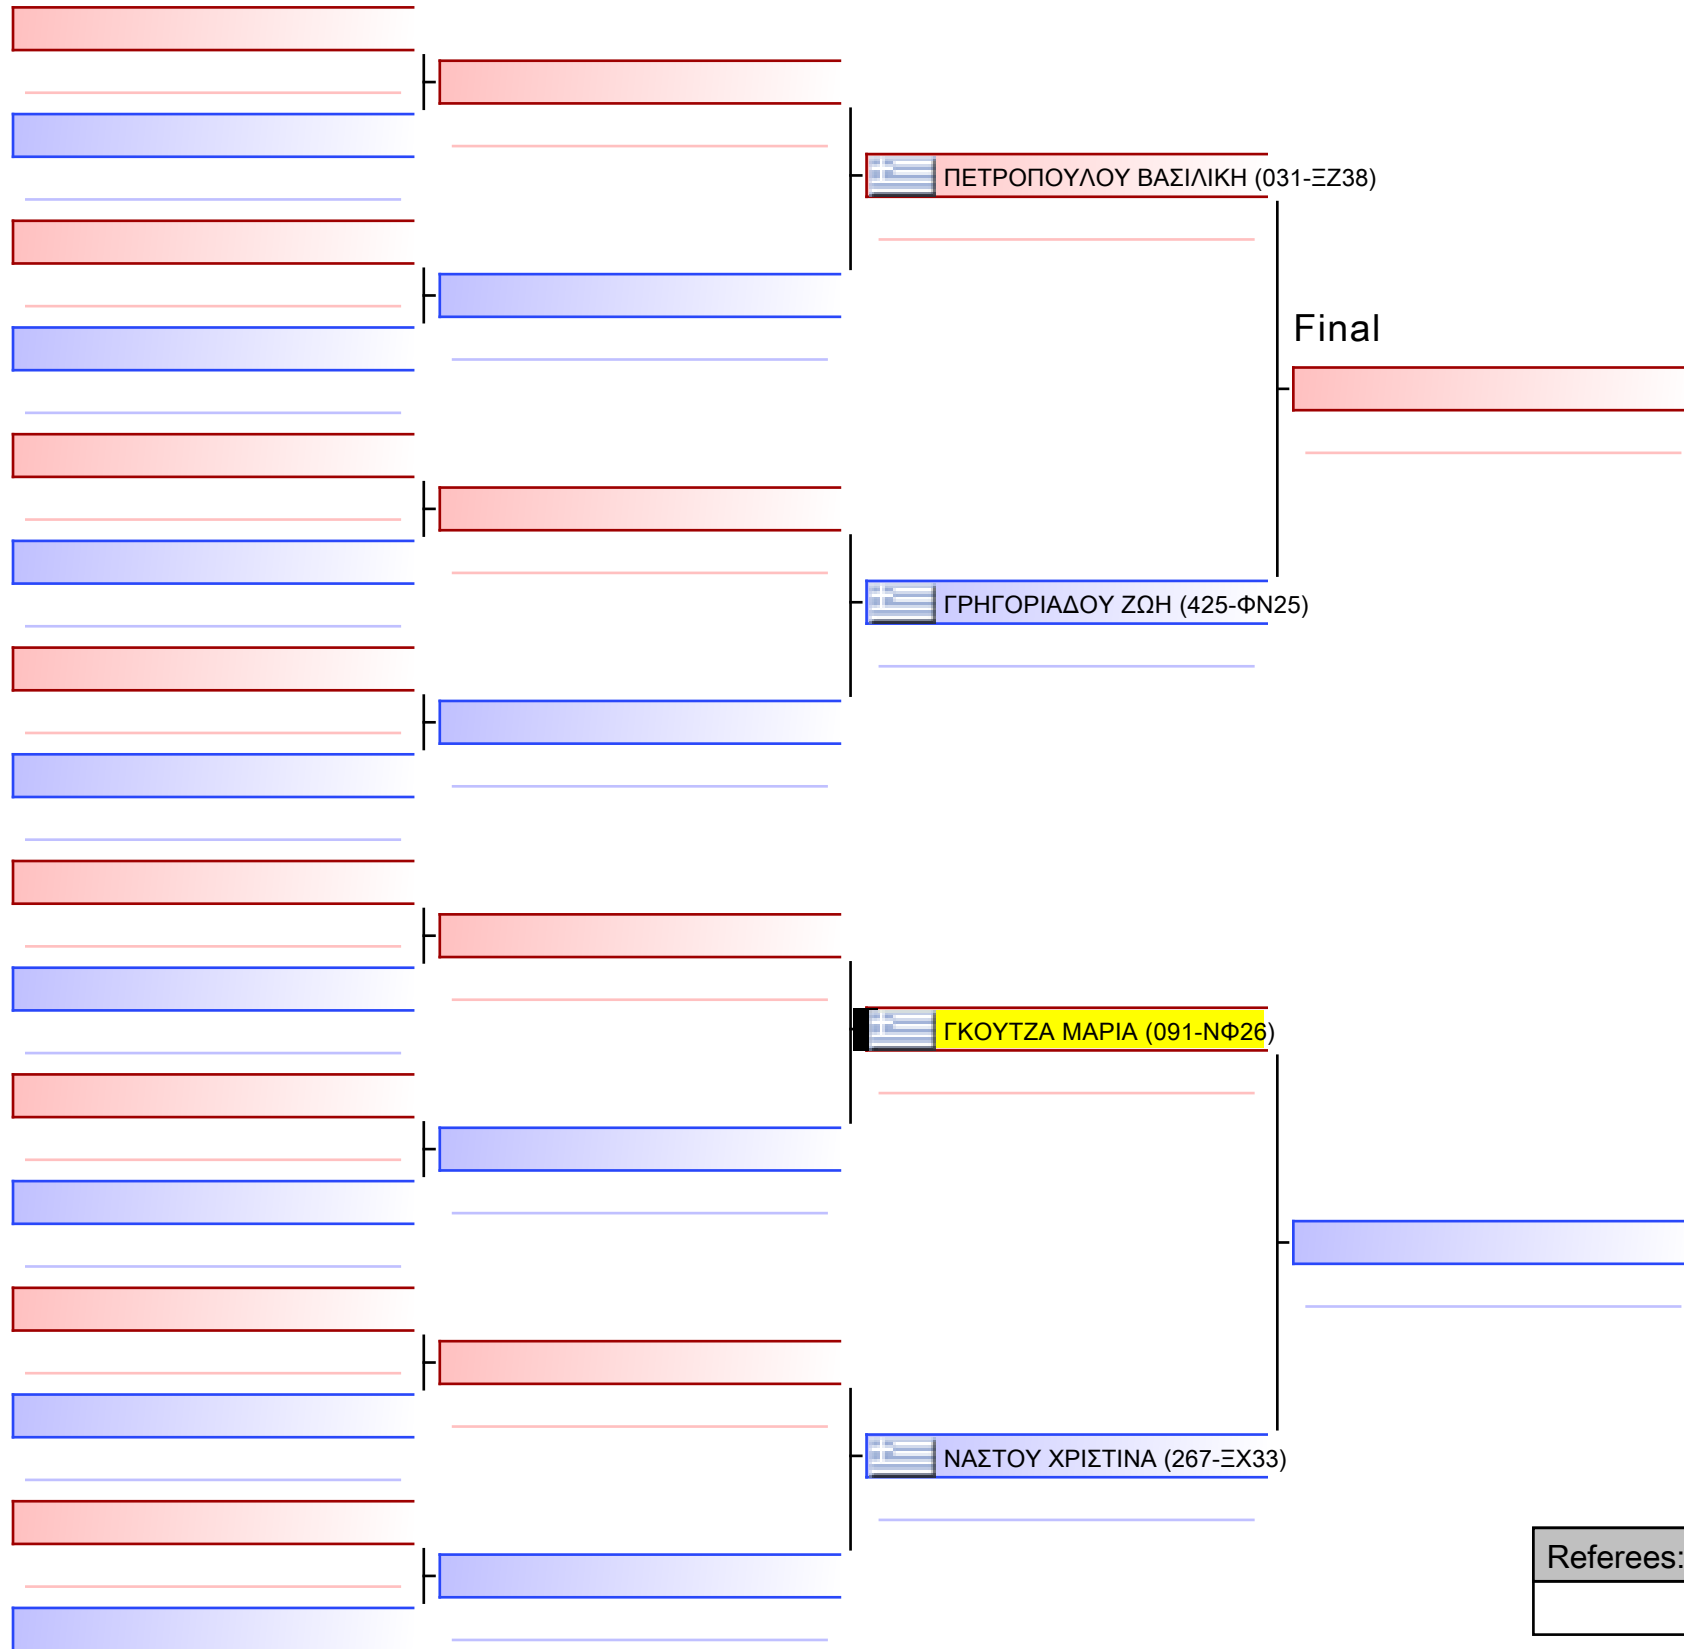 ΠΕΤΡΟΠΟΥΛΟΥ ΒΑΣΙΛΙΚΗ (031-ΞΖ38)
Final
ΓΡΗΓΟΡΙΑΔΟΥ ΖΩΗ (425-ΦΝ25)
ΓΚΟΥΤΖΑ ΜΑΡΙΑ (091-ΝΦ26)
ΝΑΣΤΟΥ ΧΡΙΣΤΙΝΑ (267-ΞΧ33)
Referees: